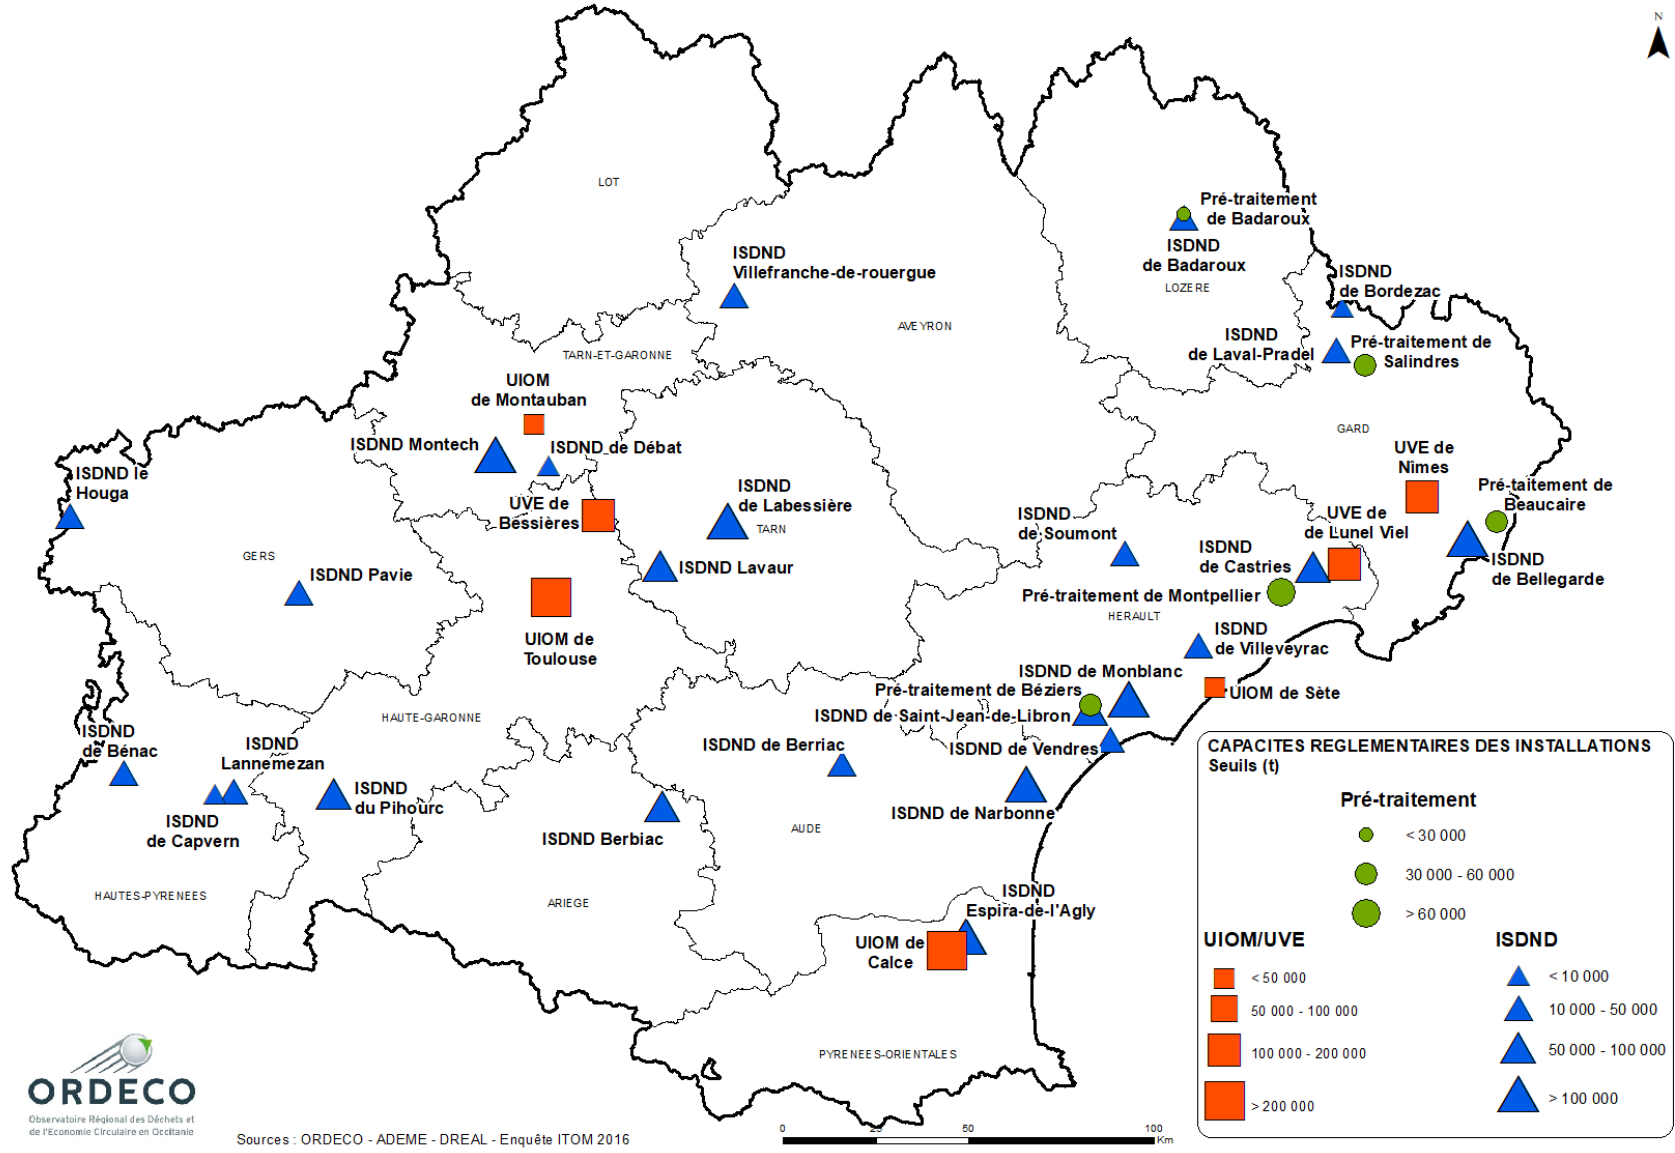 N
LOT
Pré-traitement
de Badaroux
ISDND
de Badaroux
LOZERE
ISDND
Villefranche-de-rouergue
ISDND
de Bordezac
AVEYRON
ISDND
de Laval-Pradel
Pré-traitement de
Salindres
TARN-ET-GARONNE
UIOM
de Montauban
GARD
ISDND Montech
ISDND de Débat
UVE de
Nîmes
ISDND le
Houga
Pré-taitement de
Beaucaire
UVE de
Bessières
ISDND
de Labessière
TARN
ISDND
de Soumont
UVE de
Lunel Viel
ISDND
de Castries
ISDND
de Bellegarde
GERS
ISDND Pavie
ISDND Lavaur
Pré-traitement de Montpellier
HERAULT
UIOM de
Toulouse
ISDND
de Villeveyrac
ISDND de Monblanc
Pré-traitement de Béziers
UIOM de Sète
ISDND de Saint-Jean-de-Libron
HAUTE-GARONNE
ISDND
de Bénac
ISDND
Lannemezan
ISDND de Berriac
ISDND de Vendres
ISDND
du Pihourc
ISDND de Narbonne
ISDND
de Capvern
ISDND Berbiac
AUDE
HAUTES-PYRENEES
ARIEGE
ISDND
Espira-de-l'Agly
UIOM de
Calce
PYRENEES-ORIENTALES
CAPACITES REGLEMENTAIRES DES INSTALLATIONS
Seuils (t)
Pré-traitement
< 30 000
30 000 - 60 000
> 60 000
UIOM/UVE
< 50 000
50 000 - 100 000
100 000 - 200 000
> 200 000
ISDND
< 10 000
10 000 - 50 000
50 000 - 100 000
> 100 000
ORDECO
Observatoire Régional des Déchets et
de l'Economie Circulaire en Occitanie
Sources : ORDECO - ADEME - DREAL - Enquête ITOM 2016
0 25 50 100
Km